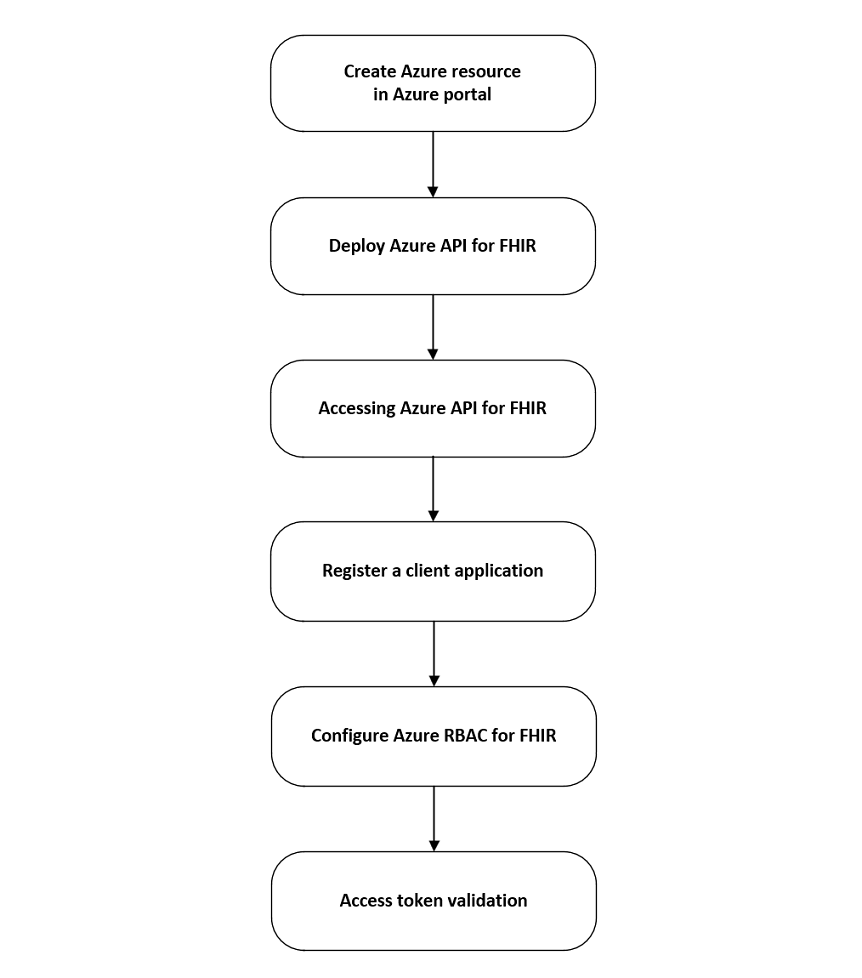 Create Azure resource
in Azure portal
Deploy Azure API for FHIR
Accessing Azure API for FHIR
Register a client application
Configure Azure RBAC for FHIR
Access token validation